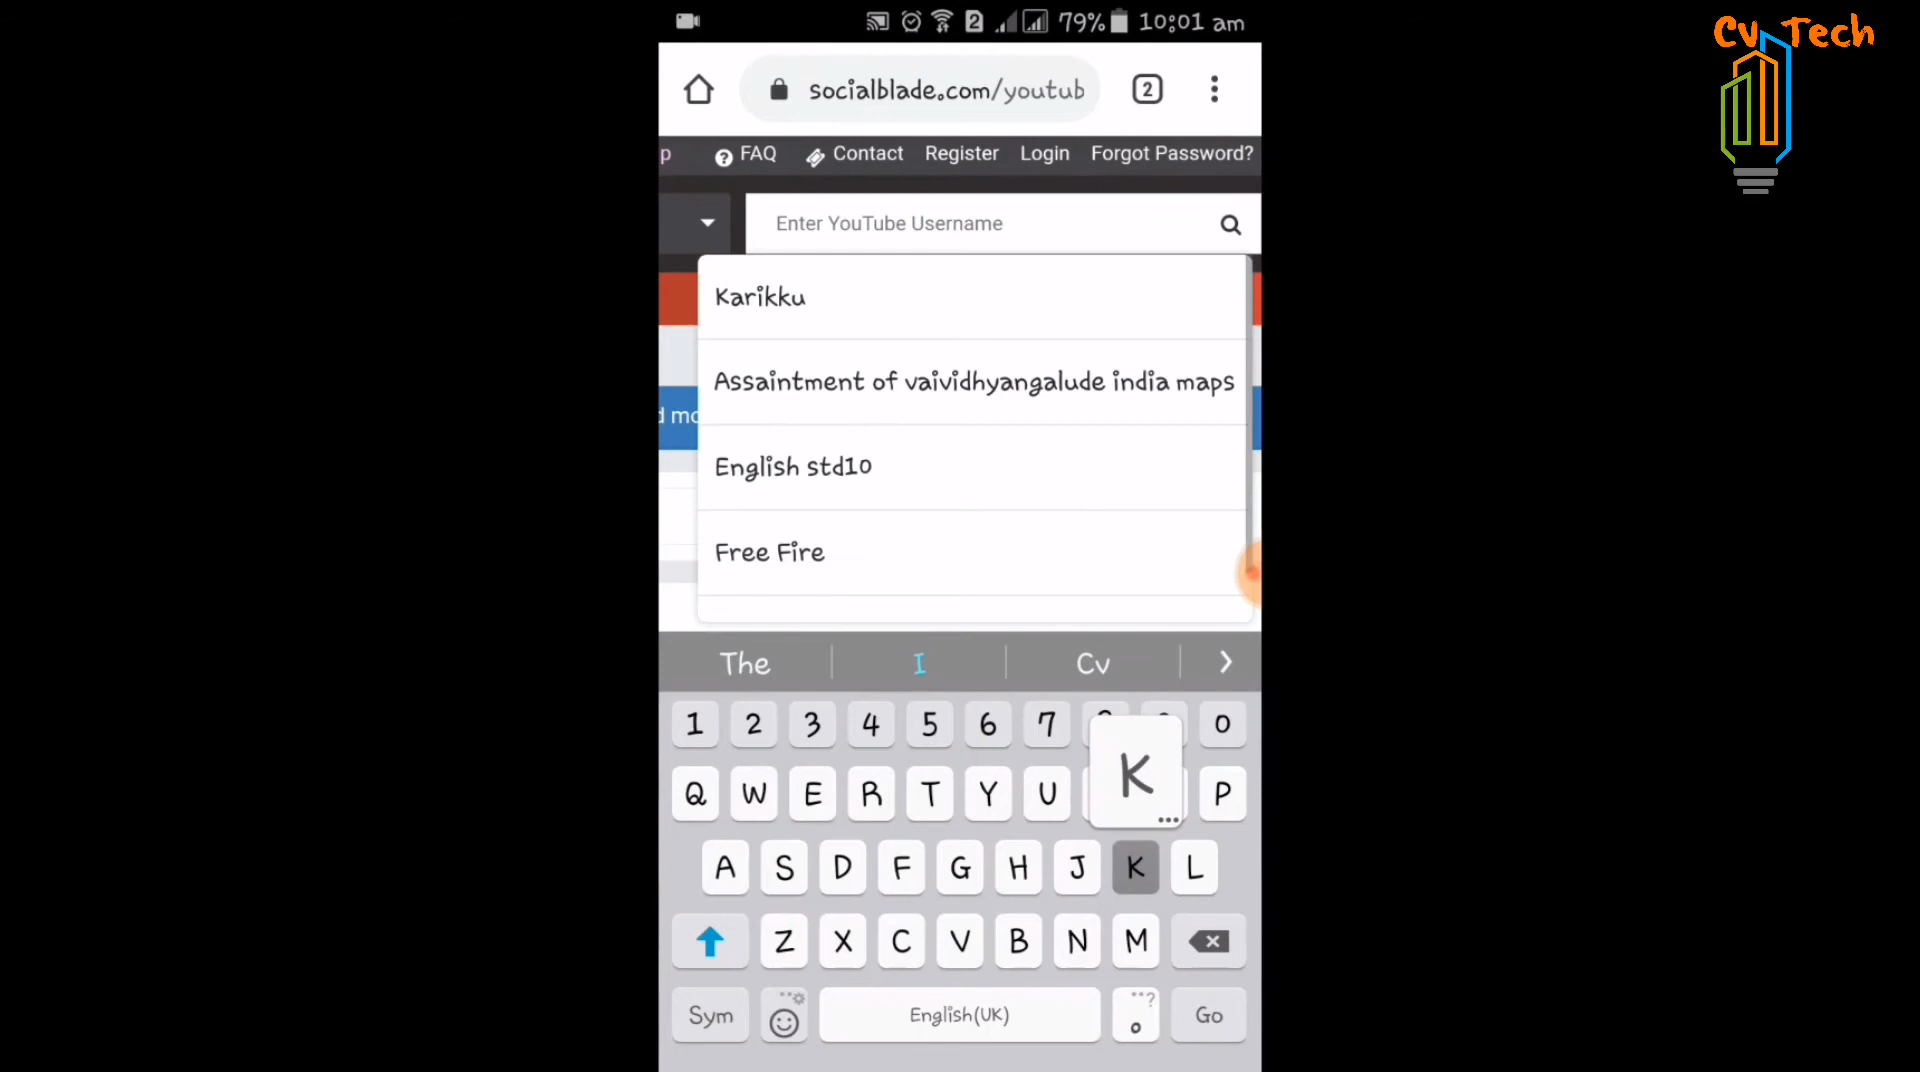 2 79% 10:01 am
Cv Tech
socialblade.com/youtub 2
p FAQ Contact Register Login Forgot Password?
Enter YouTube Username
Karikku
Assaintment of vaividhyangalude india maps
d mo
English std10
Free Fire
The I Cv
1 2 3 4 5 6 7 0
Q W E R T Y U P
K
A S D F G H J K L
Z X C V B N M
Sym English(UK) ? . Go